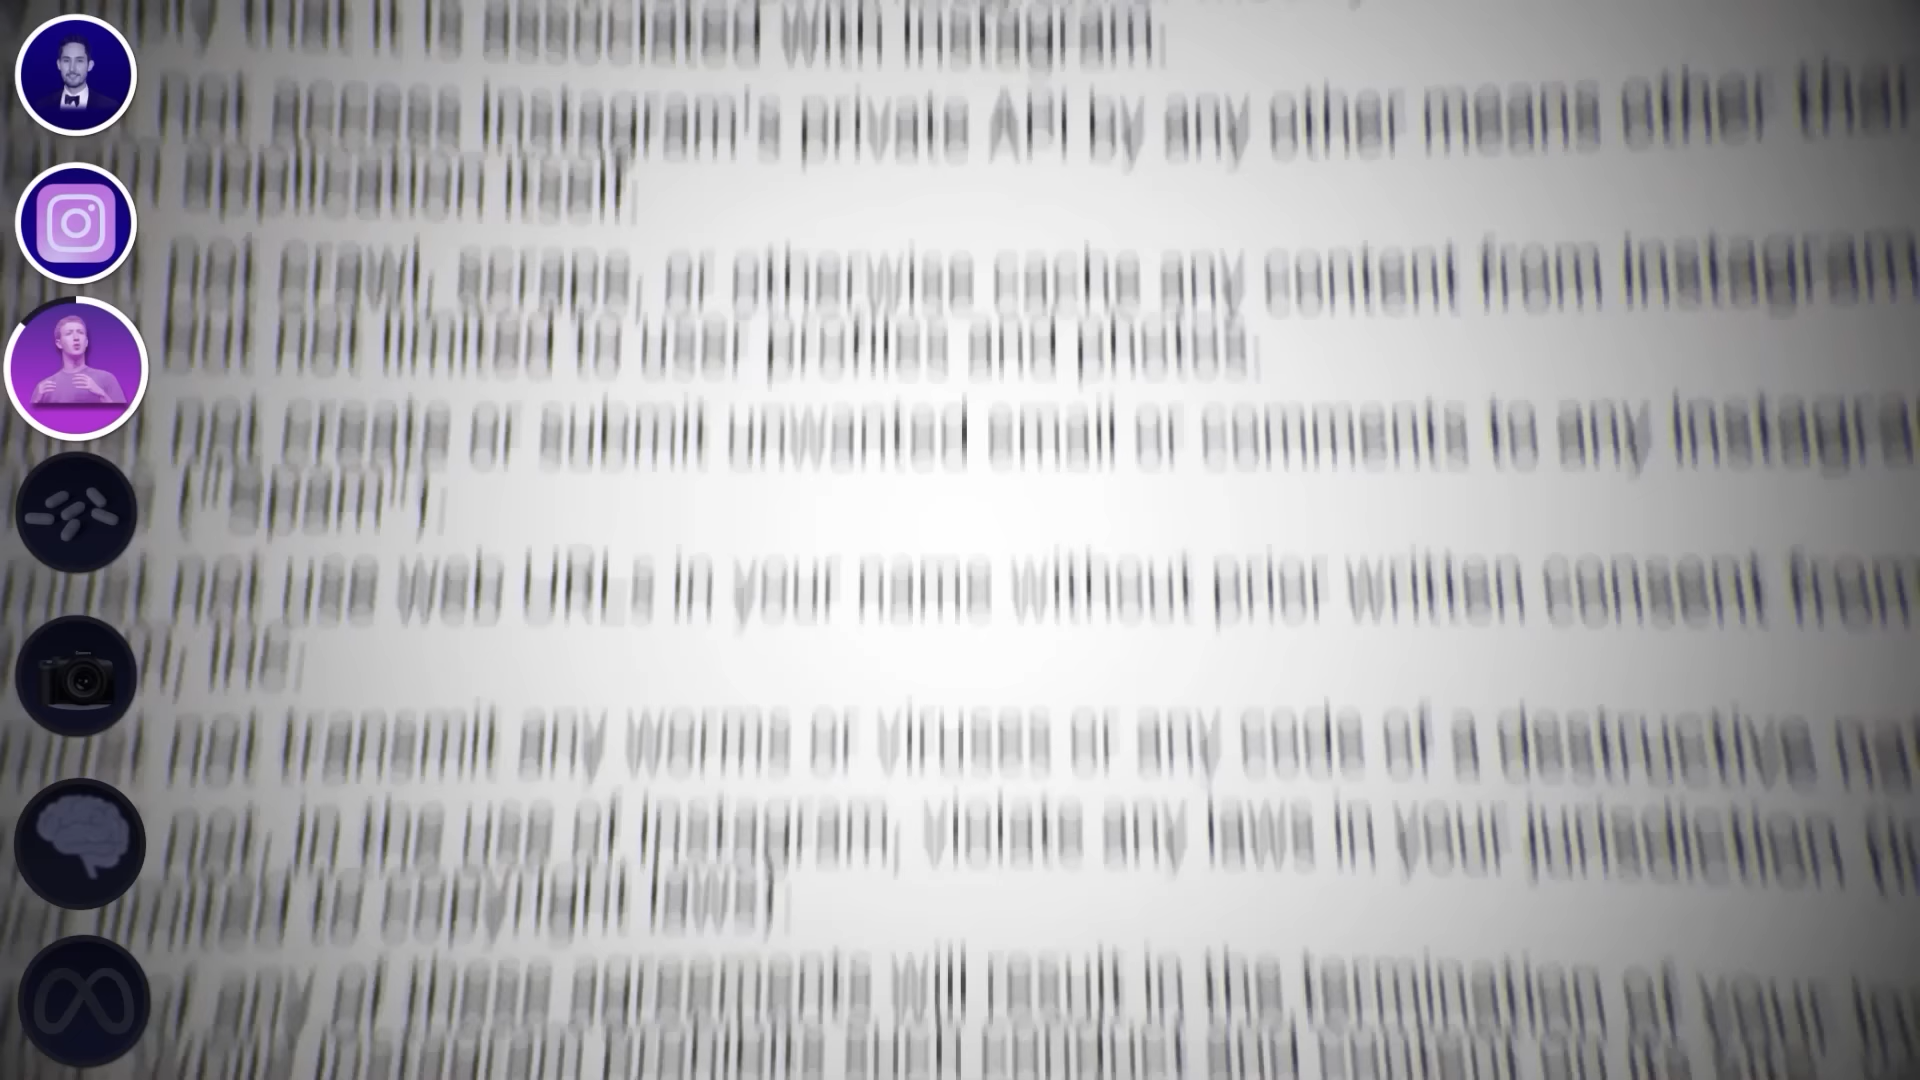 associated with Instagram.
not access Instagram's private API by any other means other than
application itself.
not crawl, scrape, or otherwise cache any content from Instagram
not limited to user profiles and photos.
not create or submit unwanted email or comments to any Instagram
("Spam").
not use web URLs in your name without prior written consent from
Inc.
not transmit any worms or viruses or any code of a destructive
not, in the use of Instagram, violate any laws in your jurisdiction
to copyright laws).
any of these agreements will result in the termination of your